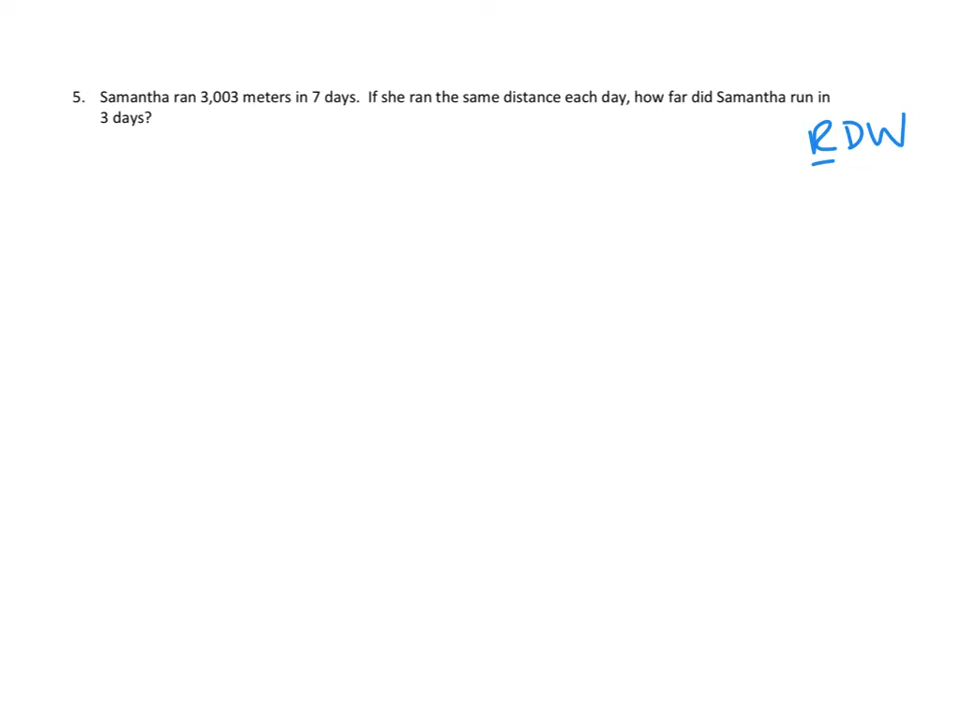 5. Samantha ran 3,003 meters in 7 days. If she ran the same distance each day, how far did Samantha run in
3 days?
RDW